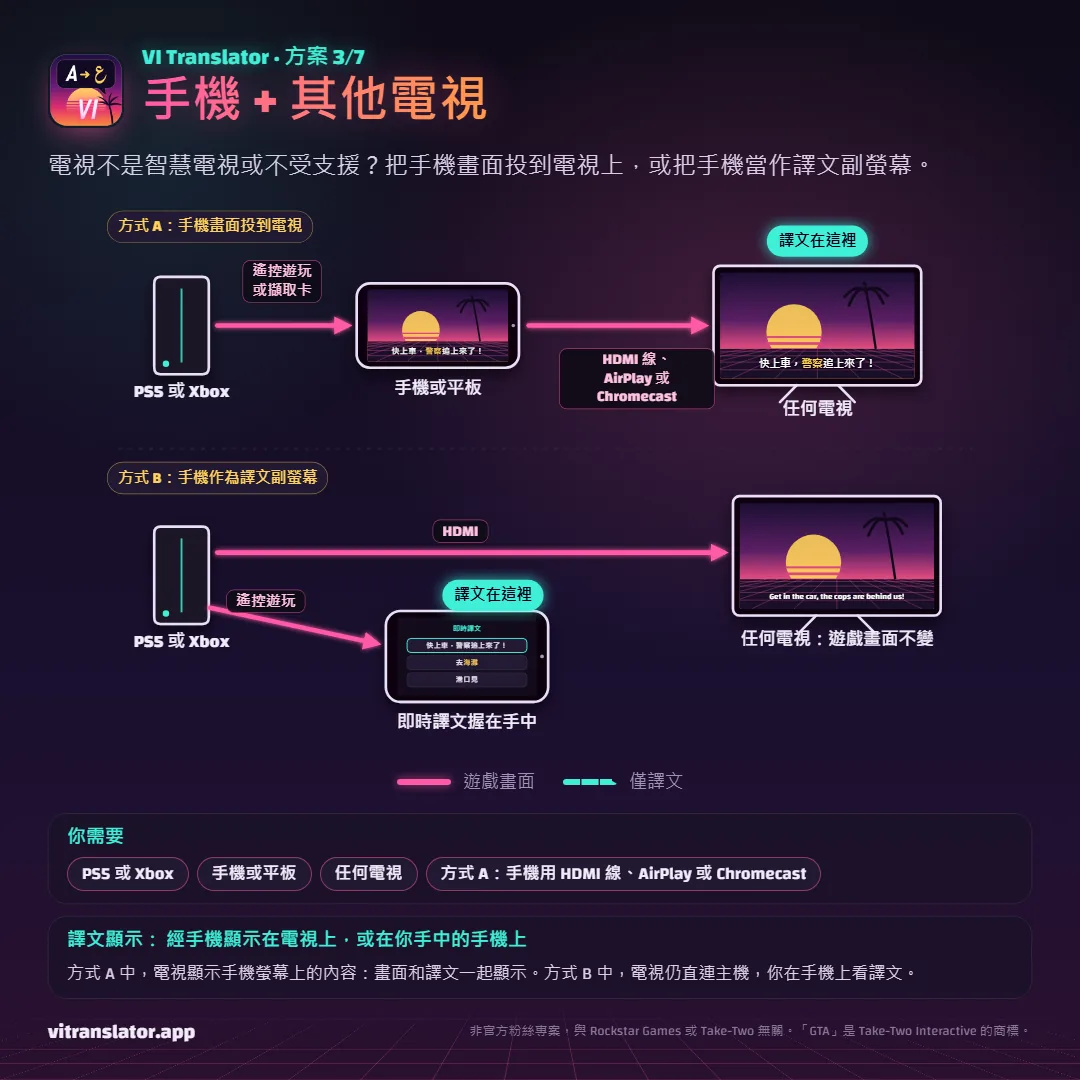 A→ع
VI
VI Translator · 方案 3/7
手機 + 其他電視
電視不是智慧電視或不受支援？把手機畫面投到電視上，或把手機當作譯文副螢幕。
方式 A：手機畫面投到電視
譯文在這裡
遙控遊玩
或擷取卡
快上車，警察追上來了！
快上車，警察追上來了！
HDMI 線、
AirPlay 或
Chromecast
PS5 或 Xbox
手機或平板
任何電視
方式 B：手機作為譯文副螢幕
HDMI
Get in the car, the cops are behind us!
遙控遊玩
譯文在這裡
即時譯文
快上車，警察追上來了！
去海灘
港口見
PS5 或 Xbox
任何電視：遊戲畫面不變
即時譯文握在手中
遊戲畫面
僅譯文
你需要
PS5 或 Xbox
手機或平板
任何電視
方式 A：手機用 HDMI 線、AirPlay 或 Chromecast
譯文顯示： 經手機顯示在電視上，或在你手中的手機上
方式 A 中，電視顯示手機螢幕上的內容：畫面和譯文一起顯示。方式 B 中，電視仍直連主機，你在手機上看譯文。
vitranslator.app
非官方粉絲專案，與 Rockstar Games 或 Take-Two 無關。「GTA」是 Take-Two Interactive 的商標。